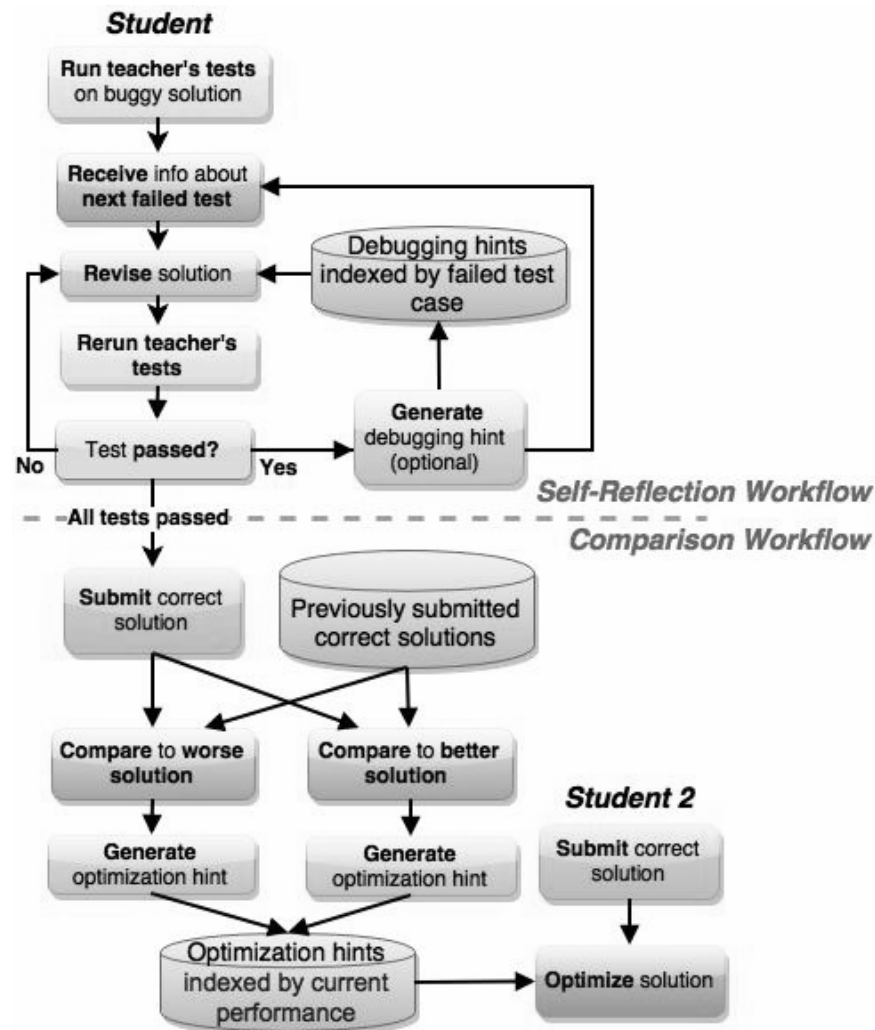 Student
Run teacher's tests
on buggy solution
Receive info about
next failed test
Debugging hints
indexed by failed test
case
Revise solution
Rerun teacher's
tests
Generate
debugging hint
(optional)
Test passed?
No
Yes
Self-Reflection Workflow
All tests passed
Comparison Workflow
Submit correct
solution
Previously submitted
correct solutions
Compare to worse
solution
Compare to better
solution
Student 2
Generate
optimization hint
Generate
optimization hint
Submit correct
solution
Optimization hints
indexed by current
performance
Optimize solution